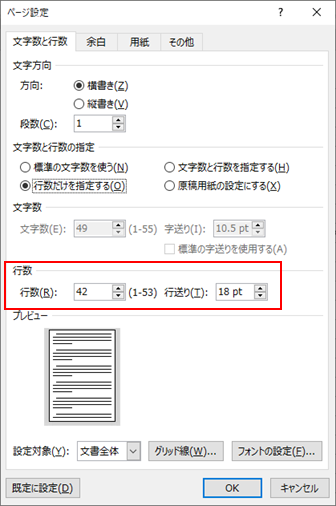 ページ設定 ? ×
文字数と行数 余白 用紙 その他
文字方向
方向: 横書き(Z)
縦書き(V)
段数(C): 1
文字数と行数の指定
標準の文字数を使う(N) 文字数と行数を指定する(H)
行数だけを指定する(O) 原稿用紙の設定にする(X)
文字数
文字数(E): 49 (1-55) 字送り(I): 10.5 pt
標準の字送りを使用する(A)
行数
行数(R): 42 (1-53) 行送り(T): 18 pt
プレビュー
設定対象(Y): 文書全体 グリッド線(W)... フォントの設定(F)...
既定に設定(D) OK キャンセル